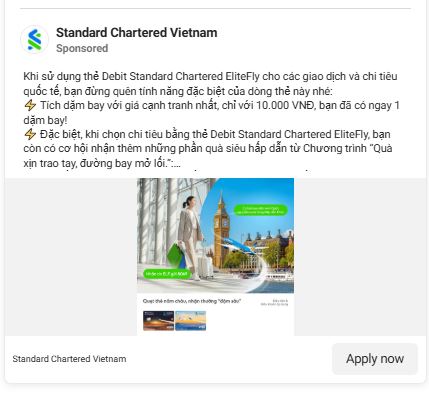 Standard Chartered Vietnam
Sponsored
Khi sử dụng thẻ Debit Standard Chartered EliteFly cho các giao dịch và chi tiêu
quốc tế, bạn đừng quên tính năng đặc biệt của dòng thẻ này nhé:
⚡ Tích dặm bay với giá cạnh tranh nhất, chỉ với 10.000 VNĐ, bạn đã có ngay 1
dặm bay!
⚡ Đặc biệt, khi chọn chi tiêu bằng thẻ Debit Standard Chartered EliteFly, bạn
còn có cơ hội nhận thêm những phần quà siêu hấp dẫn từ Chương trình “Quà
xịn trao tay, đường bay mở lối.”:...
Quẹt thẻ năm châu, nhận thưởng “đậm sâu”
Standard Chartered Vietnam
Apply now